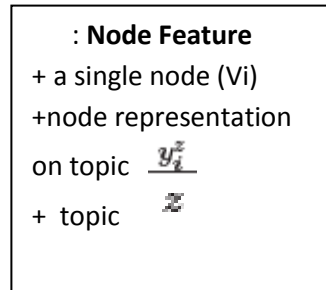 : Node Feature
+ a single node (Vi)
+node representation
on topic y_i^z
+ topic z